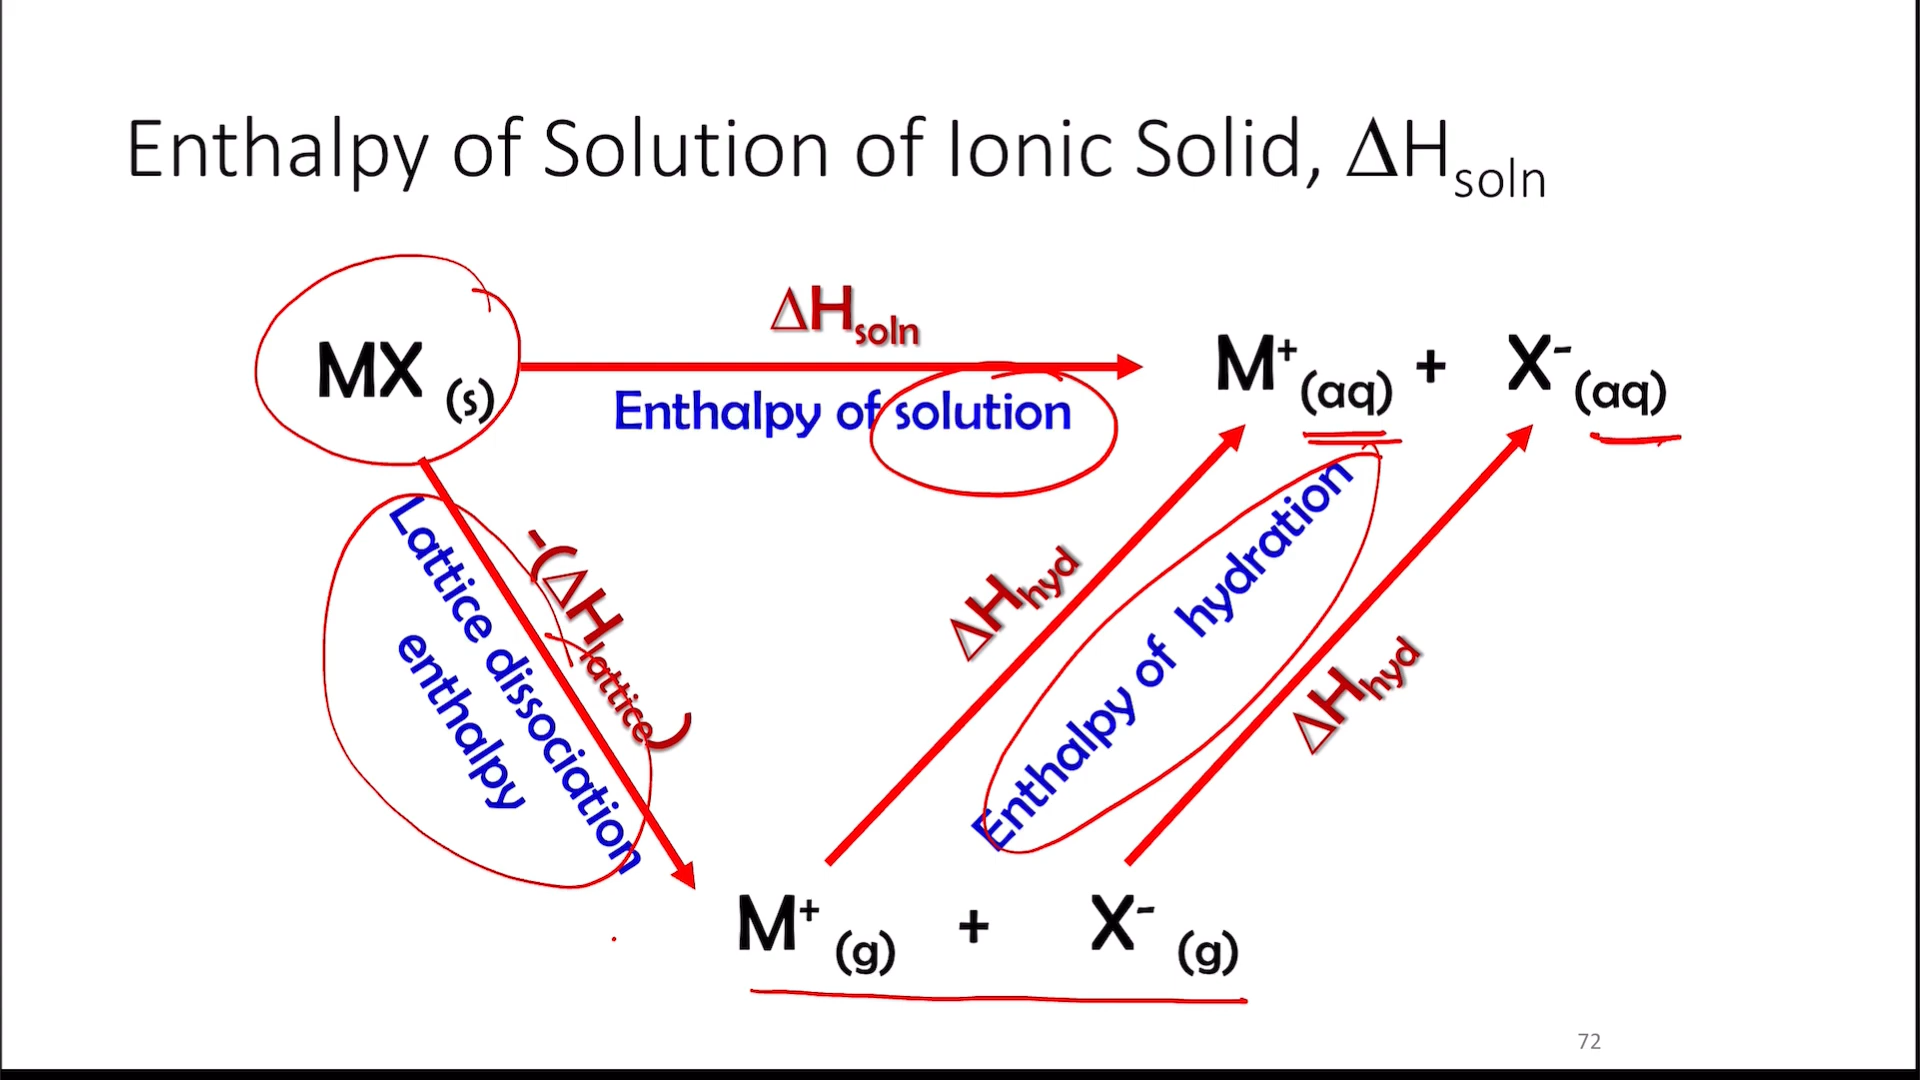 Enthalpy of Solution of Ionic Solid, ΔHsoln
ΔHsoln
MX (s)
M+(aq) + X-(aq)
Enthalpy of solution
Lattice dissociation
enthalpy
-(ΔHlattice)
ΔHhyd
Enthalpy of hydration
ΔHhyd
M+ (g) + X- (g)
72